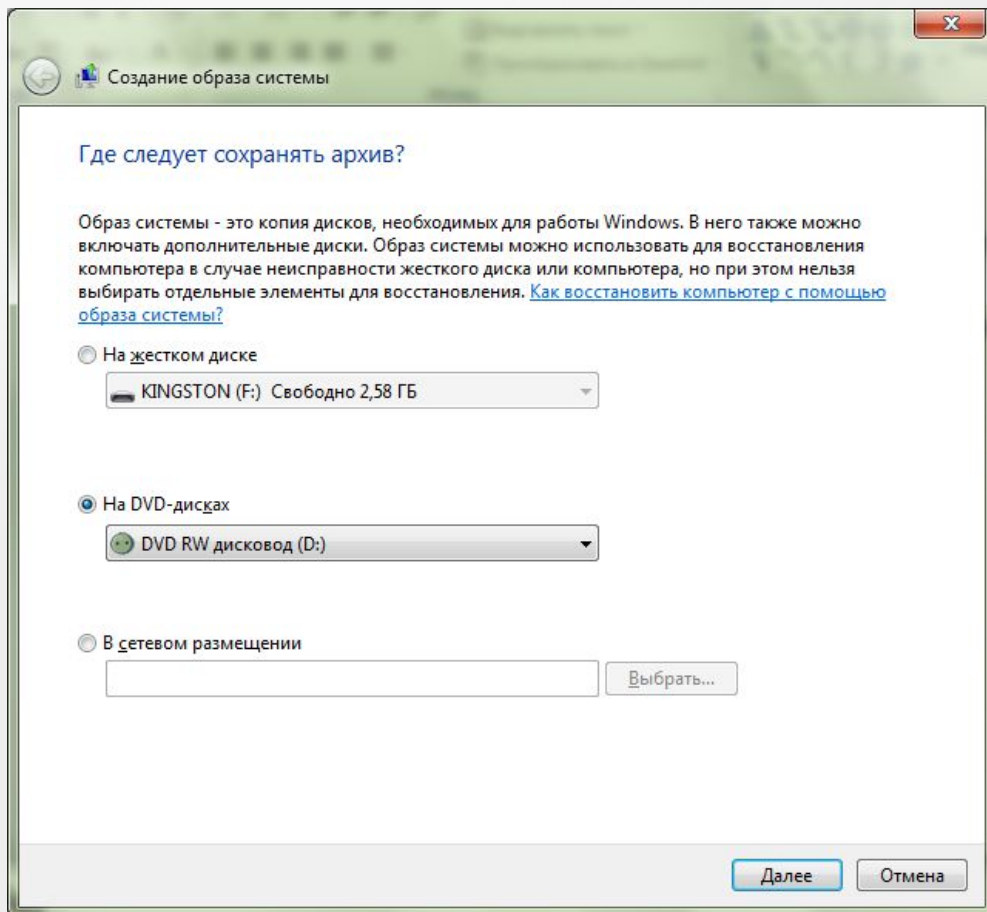 Создание образа системы
Где следует сохранять архив?
Образ системы - это копия дисков, необходимых для работы Windows. В него также можно
включать дополнительные диски. Образ системы можно использовать для восстановления
компьютера в случае неисправности жесткого диска или компьютера, но при этом нельзя
выбирать отдельные элементы для восстановления. Как восстановить компьютер с помощью
образа системы?
На жестком диске
KINGSTON (F:) Свободно 2,58 ГБ
На DVD-дисках
DVD RW дисковод (D:)
В сетевом размещении
Выбрать...
Далее
Отмена